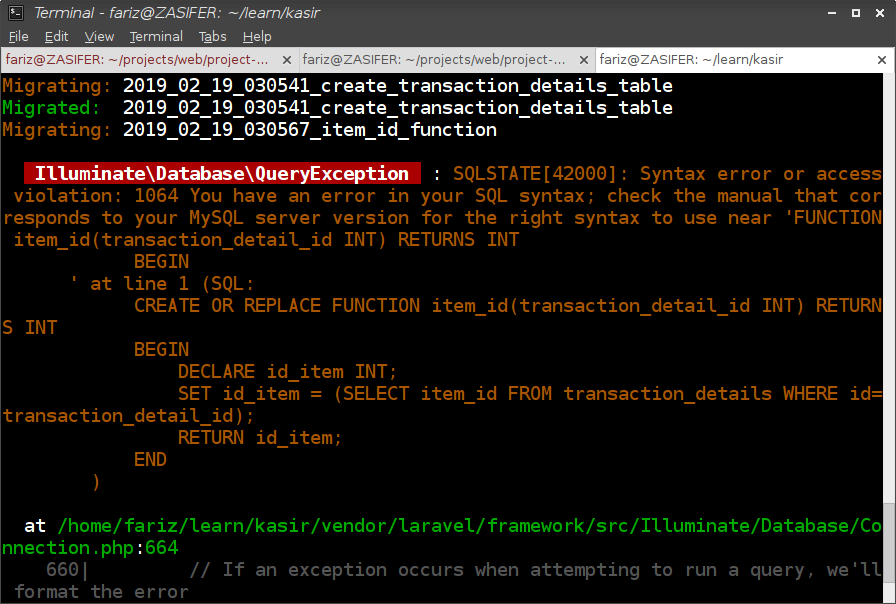 Terminal - fariz@ZASIFER: ~/learn/kasir
File Edit View Terminal Tabs Help
fariz@ZASIFER: ~/projects/web/project-... fariz@ZASIFER: ~/projects/web/project-... fariz@ZASIFER: ~/learn/kasir
Migrating: 2019_02_19_030541_create_transaction_details_table
Migrated:  2019_02_19_030541_create_transaction_details_table
Migrating: 2019_02_19_030567_item_id_function
Illuminate\Database\QueryException  : SQLSTATE[42000]: Syntax error or access
violation: 1064 You have an error in your SQL syntax; check the manual that cor
responds to your MySQL server version for the right syntax to use near 'FUNCTION
item_id(transaction_detail_id INT) RETURNS INT
BEGIN
' at line 1 (SQL:
CREATE OR REPLACE FUNCTION item_id(transaction_detail_id INT) RETURN
S INT
BEGIN
DECLARE id_item INT;
SET id_item = (SELECT item_id FROM transaction_details WHERE id=
transaction_detail_id);
RETURN id_item;
END
)
at /home/fariz/learn/kasir/vendor/laravel/framework/src/Illuminate/Database/Co
nnection.php:664
660|         // If an exception occurs when attempting to run a query, we'll
format the error